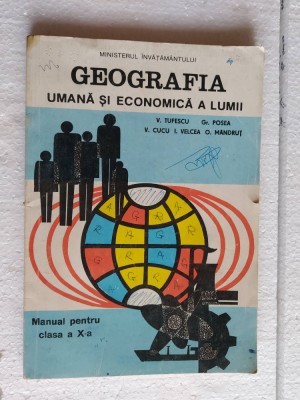 MINISTERUL ÎNVĂȚĂMÂNTULUI
GEOGRAFIA
UMANĂ ȘI ECONOMICĂ A LUMII
V. TUFESCU Gr. POSEA
V. CUCU I. VELCEA O. MÂNDRUȚ
Manual pentru
clasa a X-a